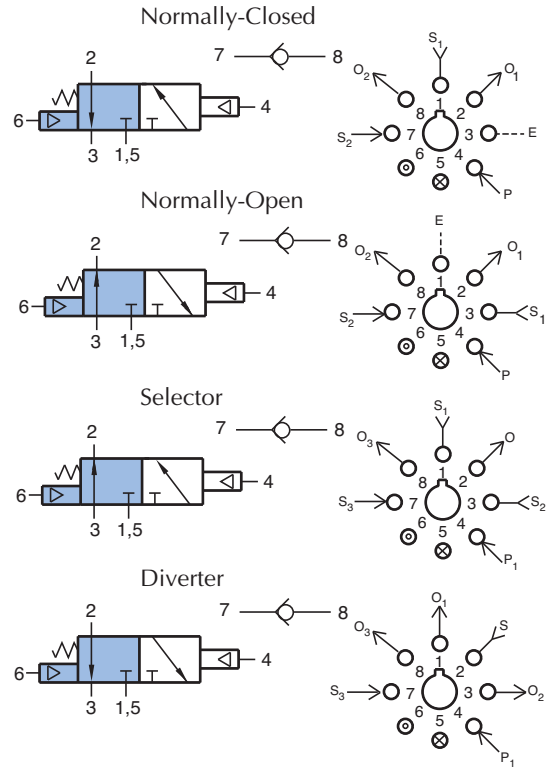 Normally-Closed
2
7 8
6 4
3 1,5
S1
O2 O1
8 1 2
S2 7 3 E
6 5 4
P
Normally-Open
2
7 8
6 4
3 1,5
E
O2 O1
8 1 2
S2 7 3 S1
6 5 4
P
Selector
2
7 8
6 4
3 1,5
S1
O3 O
8 1 2
S3 7 3 S2
6 5 4
P1
Diverter
2
7 8
6 4
3 1,5
O1
O3 S
8 1 2
S3 7 3 O2
6 5 4
P1